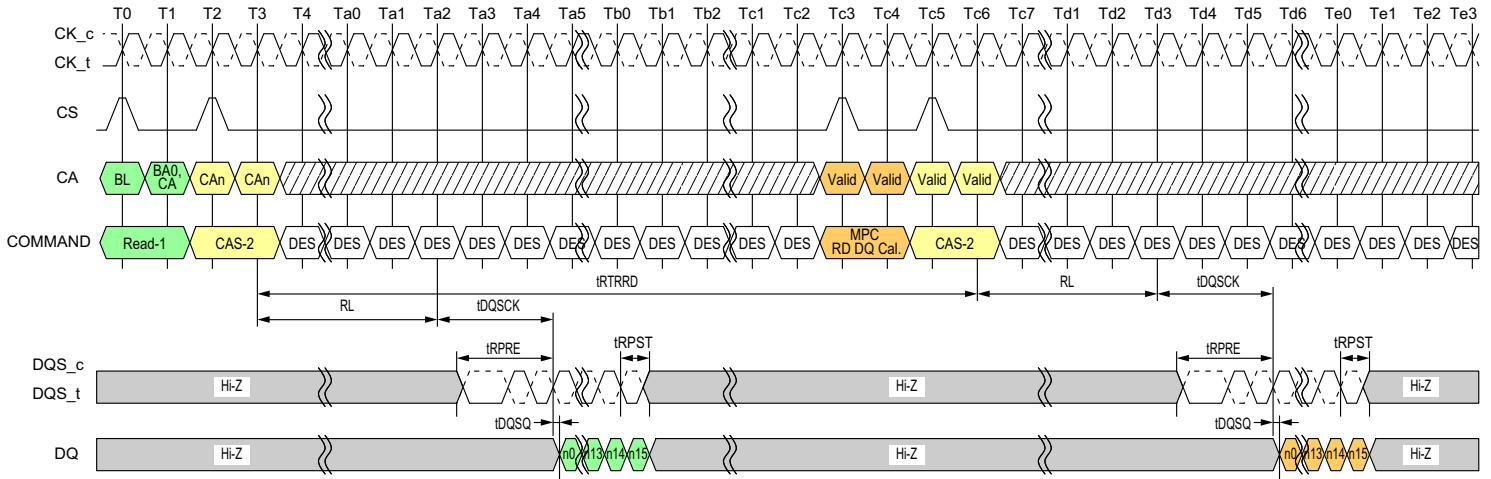 T0 T1 T2 T3 T4 Ta0 Ta1 Ta2 Ta3 Ta4 Ta5 Tb0 Tb1 Tb2 Tc1 Tc2 Tc3 Tc4 Tc5 Tc6 Tc7 Td1 Td2 Td3 Td4 Td5 Td6 Te0 Te1 Te2 Te3
CK_c
CK_t
CS
CA BL BA0, CA CAn CAn Valid Valid Valid Valid
COMMAND Read-1 CAS-2 DES DES DES DES DES DES DES DES DES DES DES DES MPC RD DQ Cal. CAS-2 DES DES DES DES DES DES DES DES DES DES DES
tRTRRD
RL tDQSCK
RL tDQSCK
tRPRE tRPST tRPRE tRPST
DQS_c
DQS_t
Hi-Z Hi-Z Hi-Z
tDQSQ tDQSQ
DQ Hi-Z n0 n13 n14 n15 Hi-Z n0 n13 n14 n15 Hi-Z